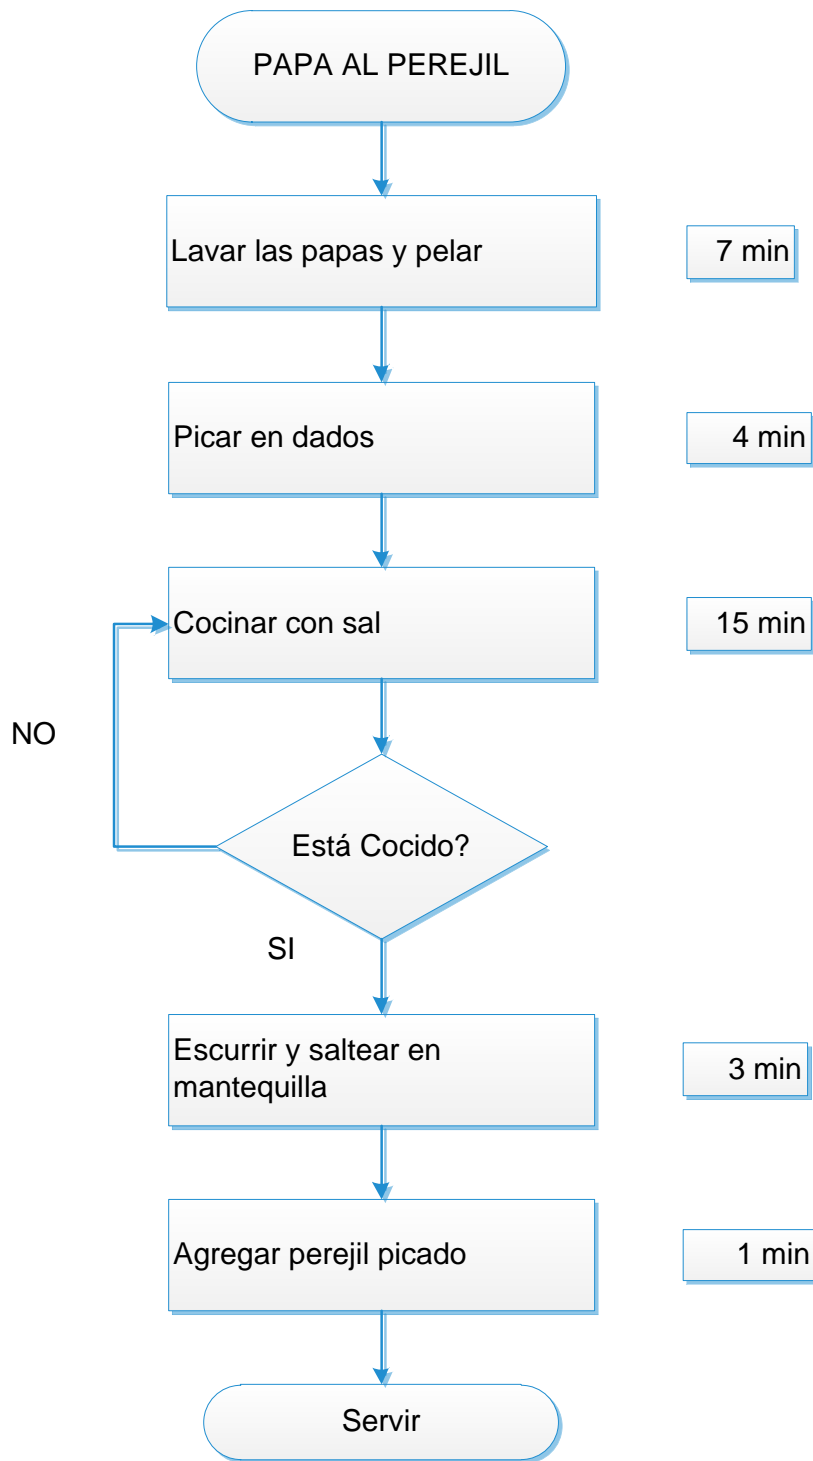 PAPA AL PEREJIL
Lavar las papas y pelar
7 min
Picar en dados
4 min
Cocinar con sal
15 min
NO
Está Cocido?
SI
Escurrir y saltear en
mantequilla
3 min
Agregar perejil picado
1 min
Servir